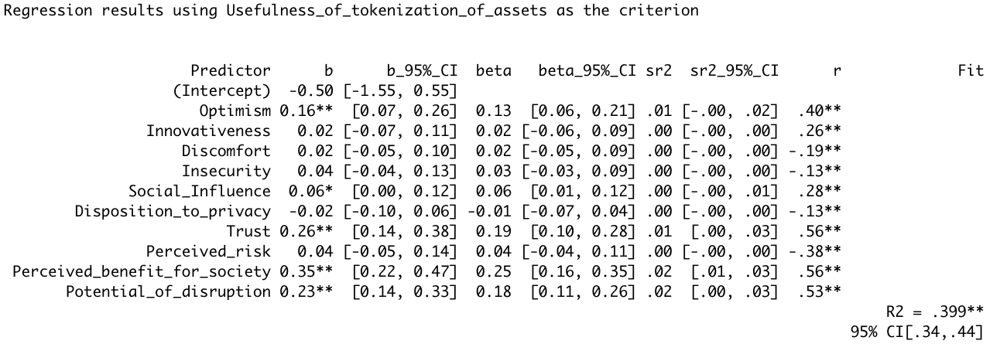 Regression results using Usefulness_of_tokenization_of_assets as the criterion
Predictor b b_95%_CI beta beta_95%_CI sr2 sr2_95%_CI r Fit
(Intercept) -0.50 [-1.55, 0.55]
Optimism 0.16** [0.07, 0.26] 0.13 [0.06, 0.21] .01 [-.00, .02] .40**
Innovativeness 0.02 [-0.07, 0.11] 0.02 [-0.06, 0.09] .00 [-.00, .00] .26**
Discomfort 0.02 [-0.05, 0.10] 0.02 [-0.05, 0.09] .00 [-.00, .00] -.19**
Insecurity 0.04 [-0.04, 0.13] 0.03 [-0.03, 0.09] .00 [-.00, .00] -.13**
Social_Influence 0.06* [0.00, 0.12] 0.06 [0.01, 0.12] .00 [-.00, .01] .28**
Disposition_to_privacy -0.02 [-0.10, 0.06] -0.01 [-0.07, 0.04] .00 [-.00, .00] -.13**
Trust 0.26** [0.14, 0.38] 0.19 [0.10, 0.28] .01 [.00, .03] .56**
Perceived_risk 0.04 [-0.05, 0.14] 0.04 [-0.04, 0.11] .00 [-.00, .00] -.38**
Perceived_benefit_for_society 0.35** [0.22, 0.47] 0.25 [0.16, 0.35] .02 [.01, .03] .56**
Potential_of_disruption 0.23** [0.14, 0.33] 0.18 [0.11, 0.26] .02 [.00, .03] .53**
R2 = .399**
95% CI[.34,.44]